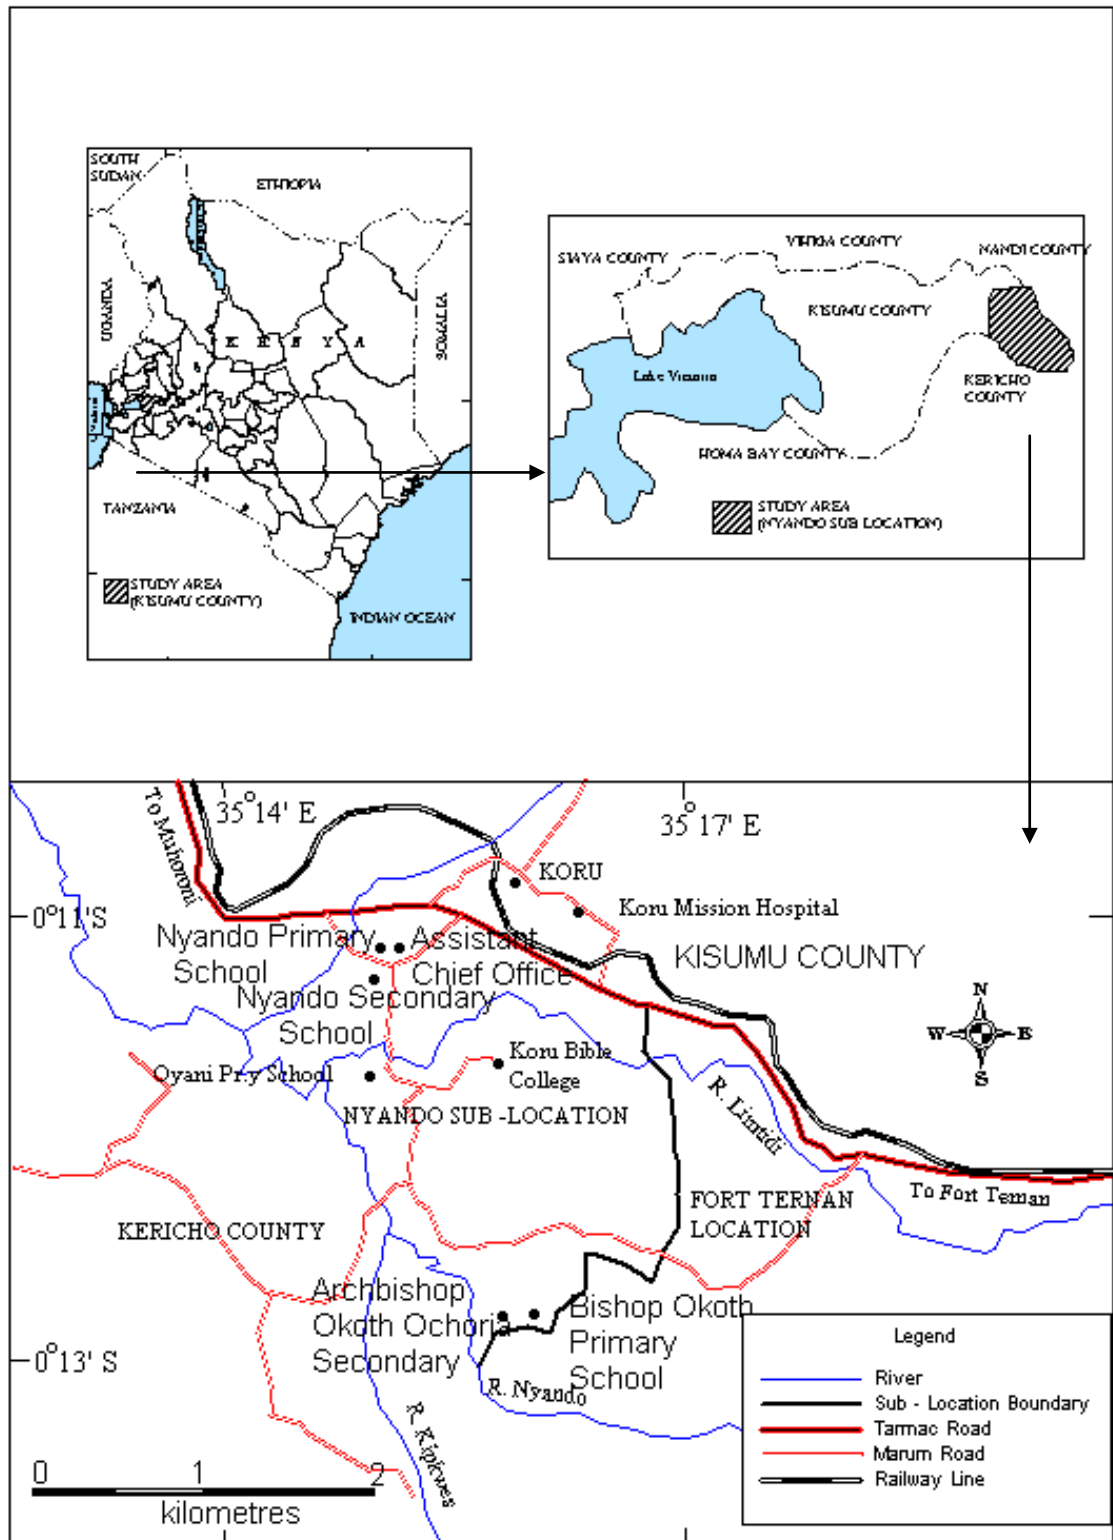 SOUTH
SUDAN
ETHIOPIA
UGANDA
SOMALIA
K E N Y A
TANZANIA
STUDY AREA
(KISUMU COUNTY)
INDIAN OCEAN
SIAYA COUNTY
VIHIGA COUNTY
NANDI COUNTY
KISUMU COUNTY
Lake Victoria
KERICHO
COUNTY
HOMA BAY COUNTY
STUDY AREA
(NYANDO SUB LOCATION)
To Muhoroni
35°14' E
35°17' E
0°11'S
KORU
Koru Mission Hospital
Nyando Primary
School
Assistant
Chief Office
KISUMU COUNTY
Nyando Secondary
School
N
W E
S
Oyani Pr.y School
Koru Bible
College
NYANDO SUB -LOCATION
R. Limtidi
To Fort Ternan
FORT TERNAN
LOCATION
KERICHO COUNTY
Archbishop
Okoth Ochoria
Secondary
Bishop Okoth
Primary
School
0°13' S
R. Nyando
R. Kipkwes
0 1 2
kilometres
Legend
River
Sub - Location Boundary
Tarmac Road
Marum Road
Railway Line